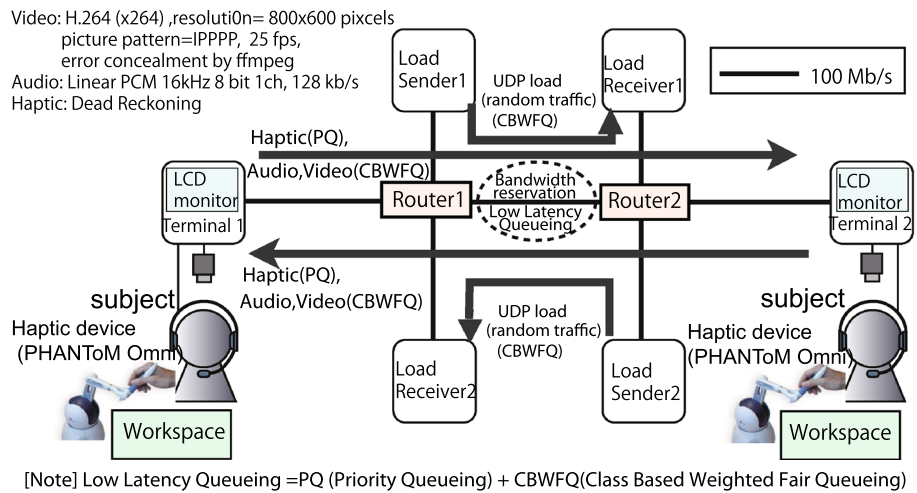 Video: H.264 (x264) ,resoluti0n= 800x600 pixcels
picture pattern=IPPPP,  25 fps,
error concealment by ffmpeg
Audio: Linear PCM 16kHz 8 bit 1ch, 128 kb/s
Haptic: Dead Reckoning
Load
Sender1
UDP load
(random traffic)
(CBWFQ)
Load
Receiver1
100 Mb/s
Haptic(PQ),
Audio,Video(CBWFQ)
LCD
monitor
Terminal 1
Router1
Bandwidth
reservation
Low Latency
Queueing
Router2
LCD
monitor
Terminal 2
Haptic(PQ),
Audio,Video(CBWFQ)
subject
Haptic device
(PHANToM Omni)
Workspace
UDP load
(random traffic)
(CBWFQ)
Load
Receiver2
Load
Sender2
subject
Haptic device
(PHANToM Omni)
Workspace
[Note] Low Latency Queueing =PQ (Priority Queueing) + CBWFQ(Class Based Weighted Fair Queueing)